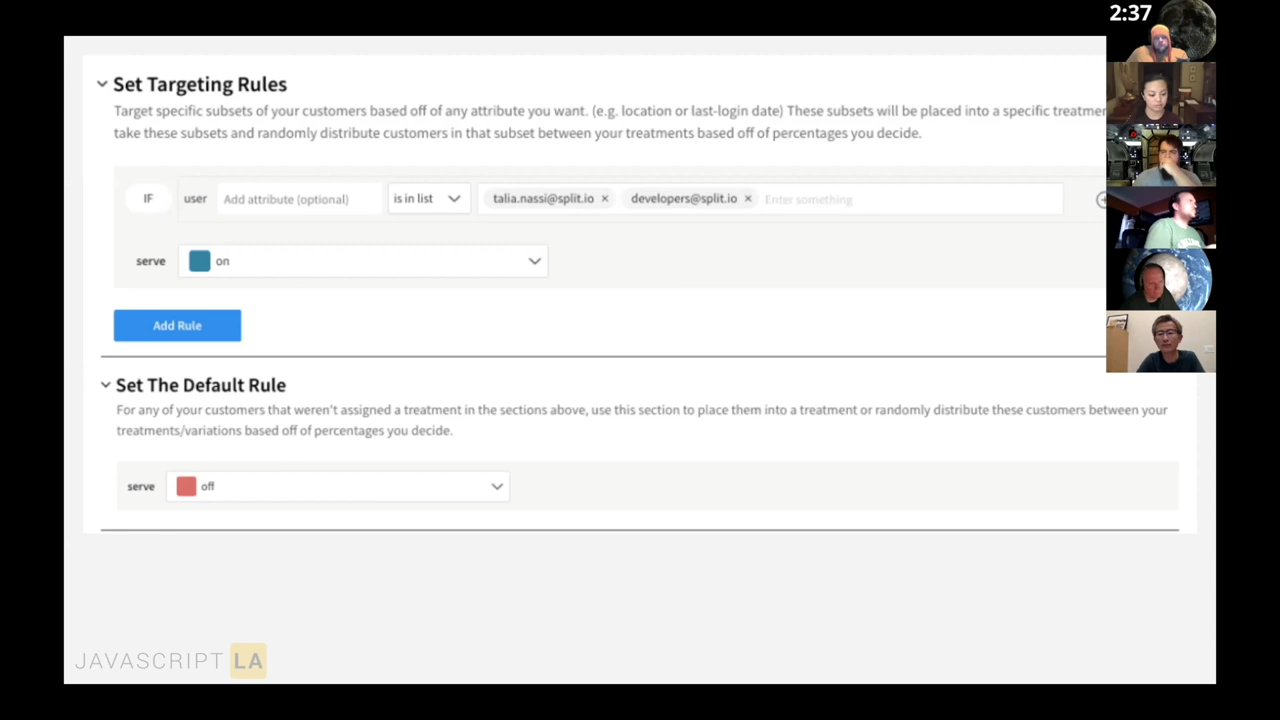 2:37
Set Targeting Rules
Target specific subsets of your customers based off of any attribute you want. (e.g. location or last-login date) These subsets will be placed into a specific
take these subsets and randomly distribute customers in that subset between your treatments based off of percentages you decide.
IF user Add attribute (optional) is in list talia.nassi@split.io × developers@split.io × Enter something
serve on
Add Rule
Set The Default Rule
For any of your customers that weren't assigned a treatment in the sections above, use this section to place them into a treatment or randomly distribute these customers between your
treatments/variations based off of percentages you decide.
serve off
JAVASCRIPT LA